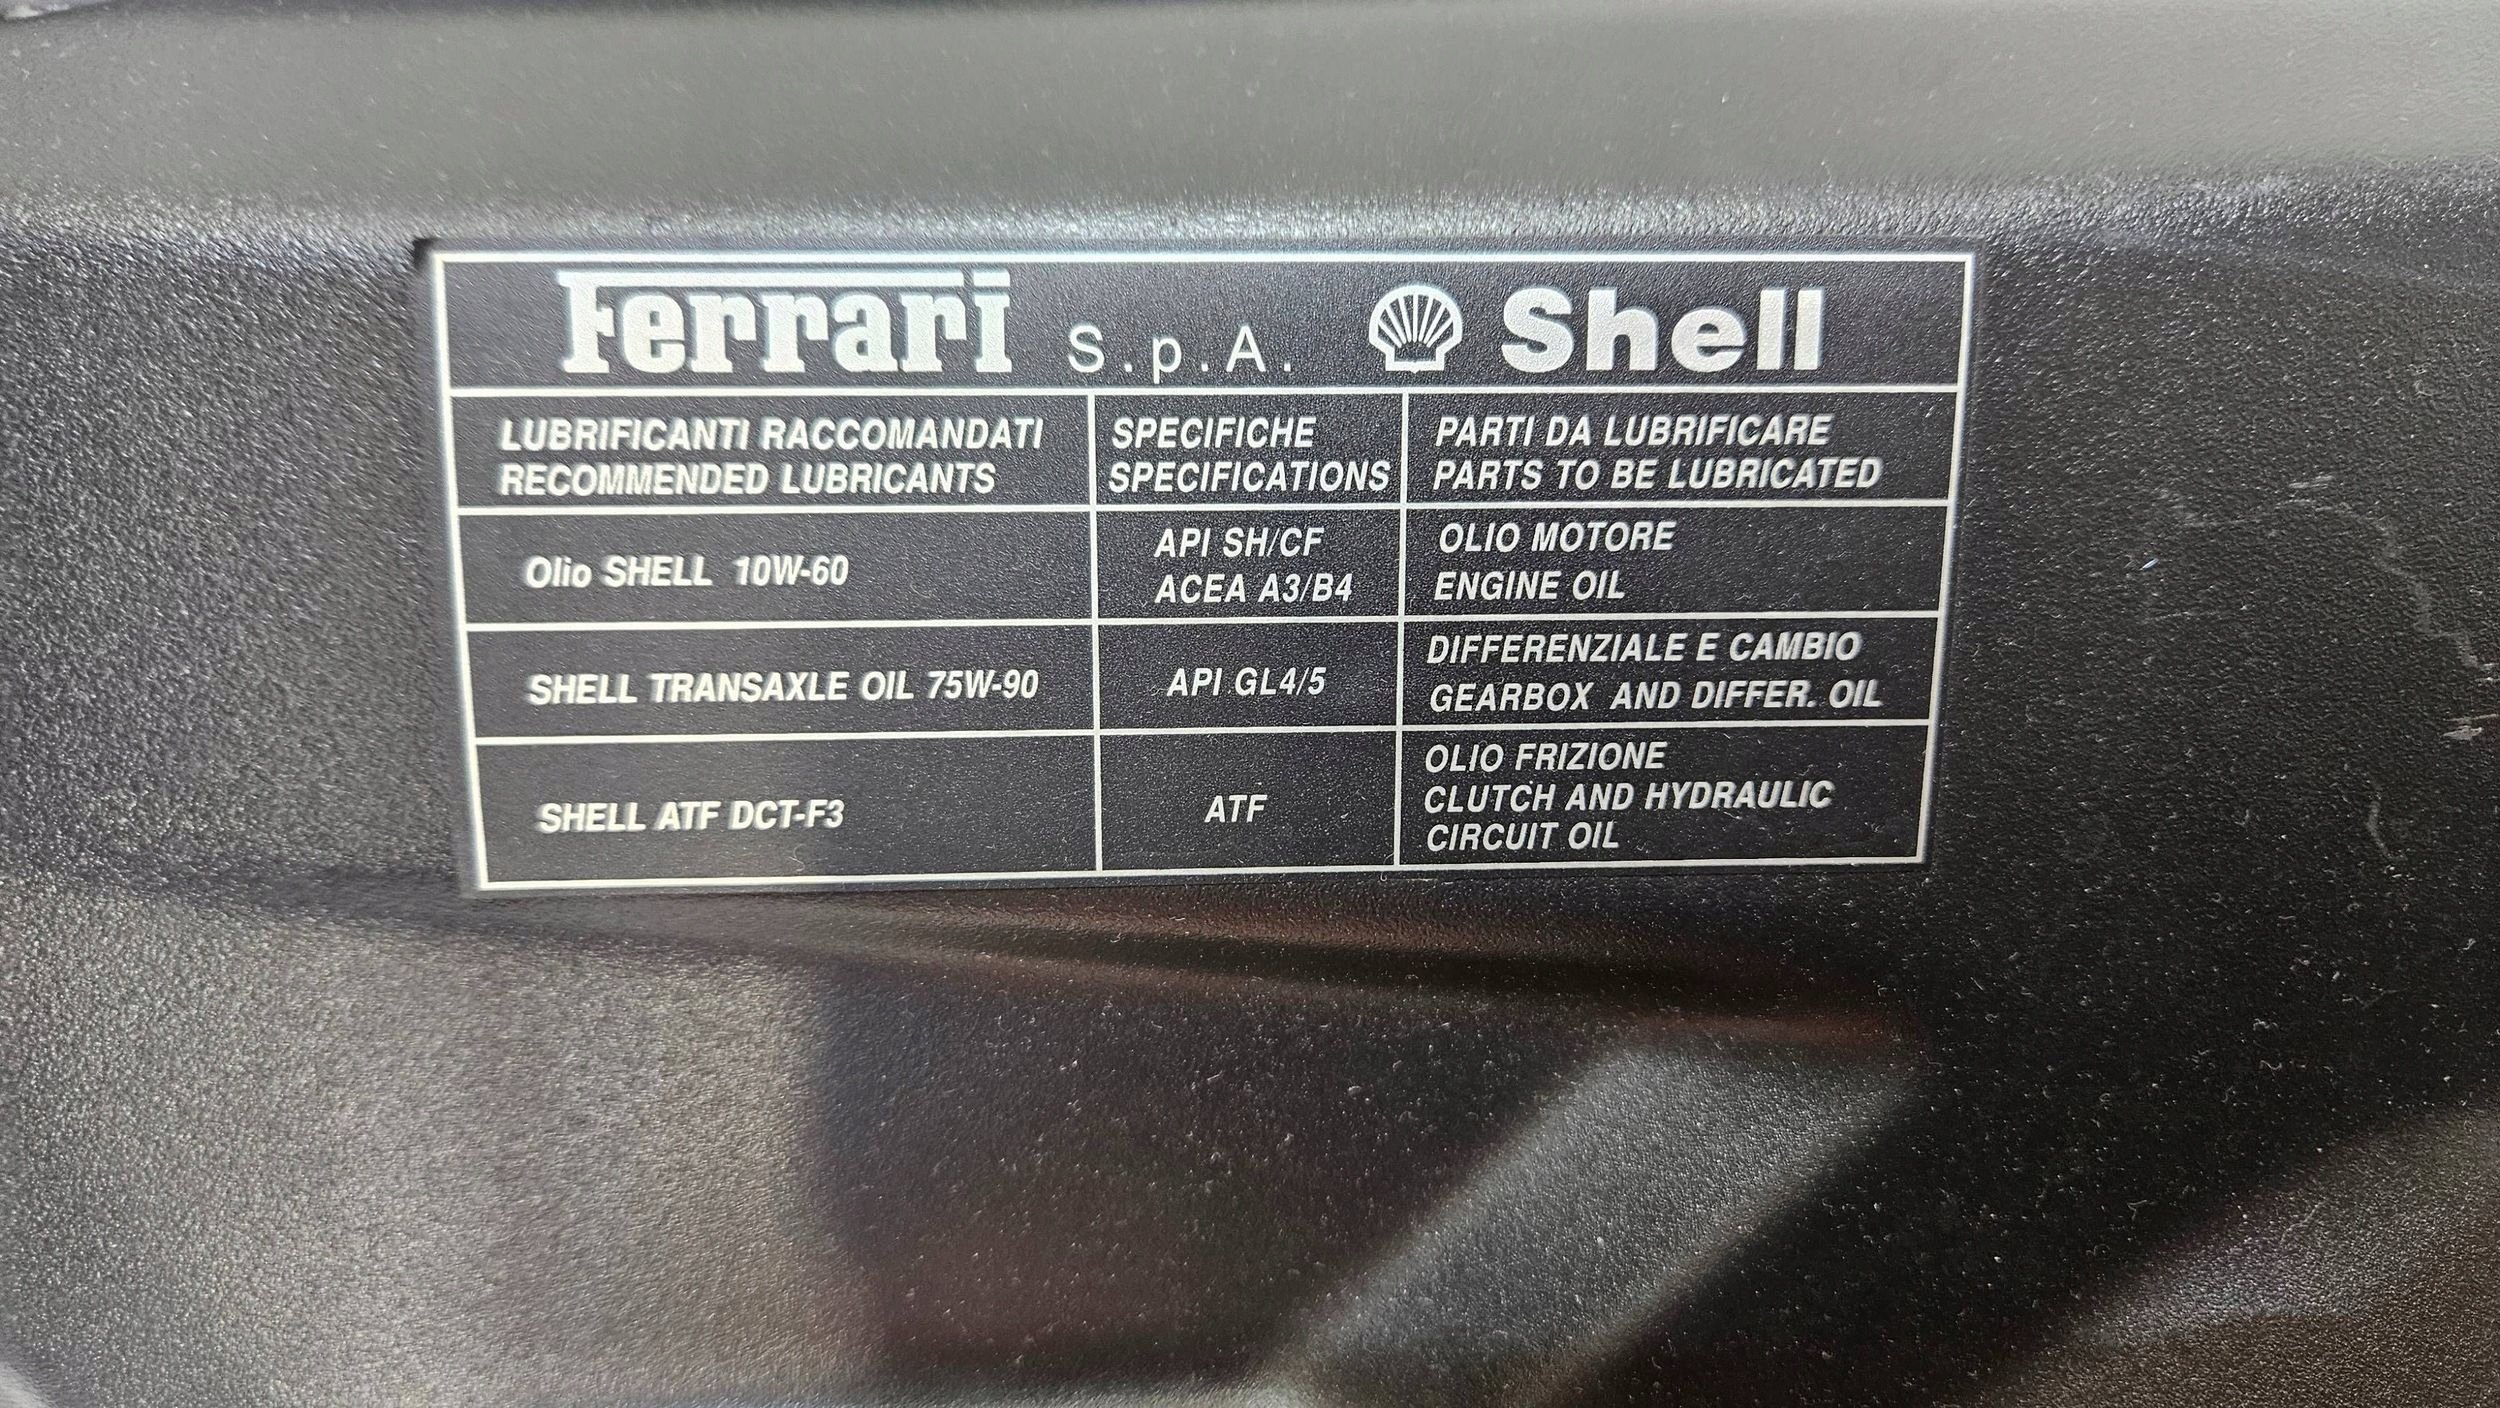 Ferrari S.p.A. Shell
LUBRIFICANTI RACCOMANDATI
RECOMMENDED LUBRICANTS
SPECIFICHE
SPECIFICATIONS
PARTI DA LUBRIFICARE
PARTS TO BE LUBRICATED
Olio SHELL 10W-60
API SH/CF
ACEA A3/B4
OLIO MOTORE
ENGINE OIL
SHELL TRANSAXLE OIL 75W-90
API GL4/5
DIFFERENZIALE E CAMBIO
GEARBOX AND DIFFER. OIL
SHELL ATF DCT-F3
ATF
OLIO FRIZIONE
CLUTCH AND HYDRAULIC
CIRCUIT OIL